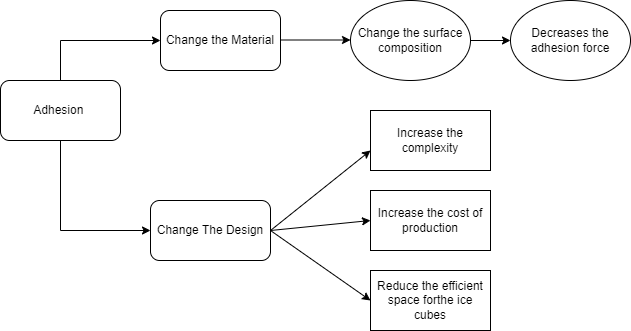 Change the Material
Change the surface
composition
Decreases the
adhesion force
Adhesion
Increase the
complexity
Change The Design
Increase the cost of
production
Reduce the efficient
space forthe ice
cubes